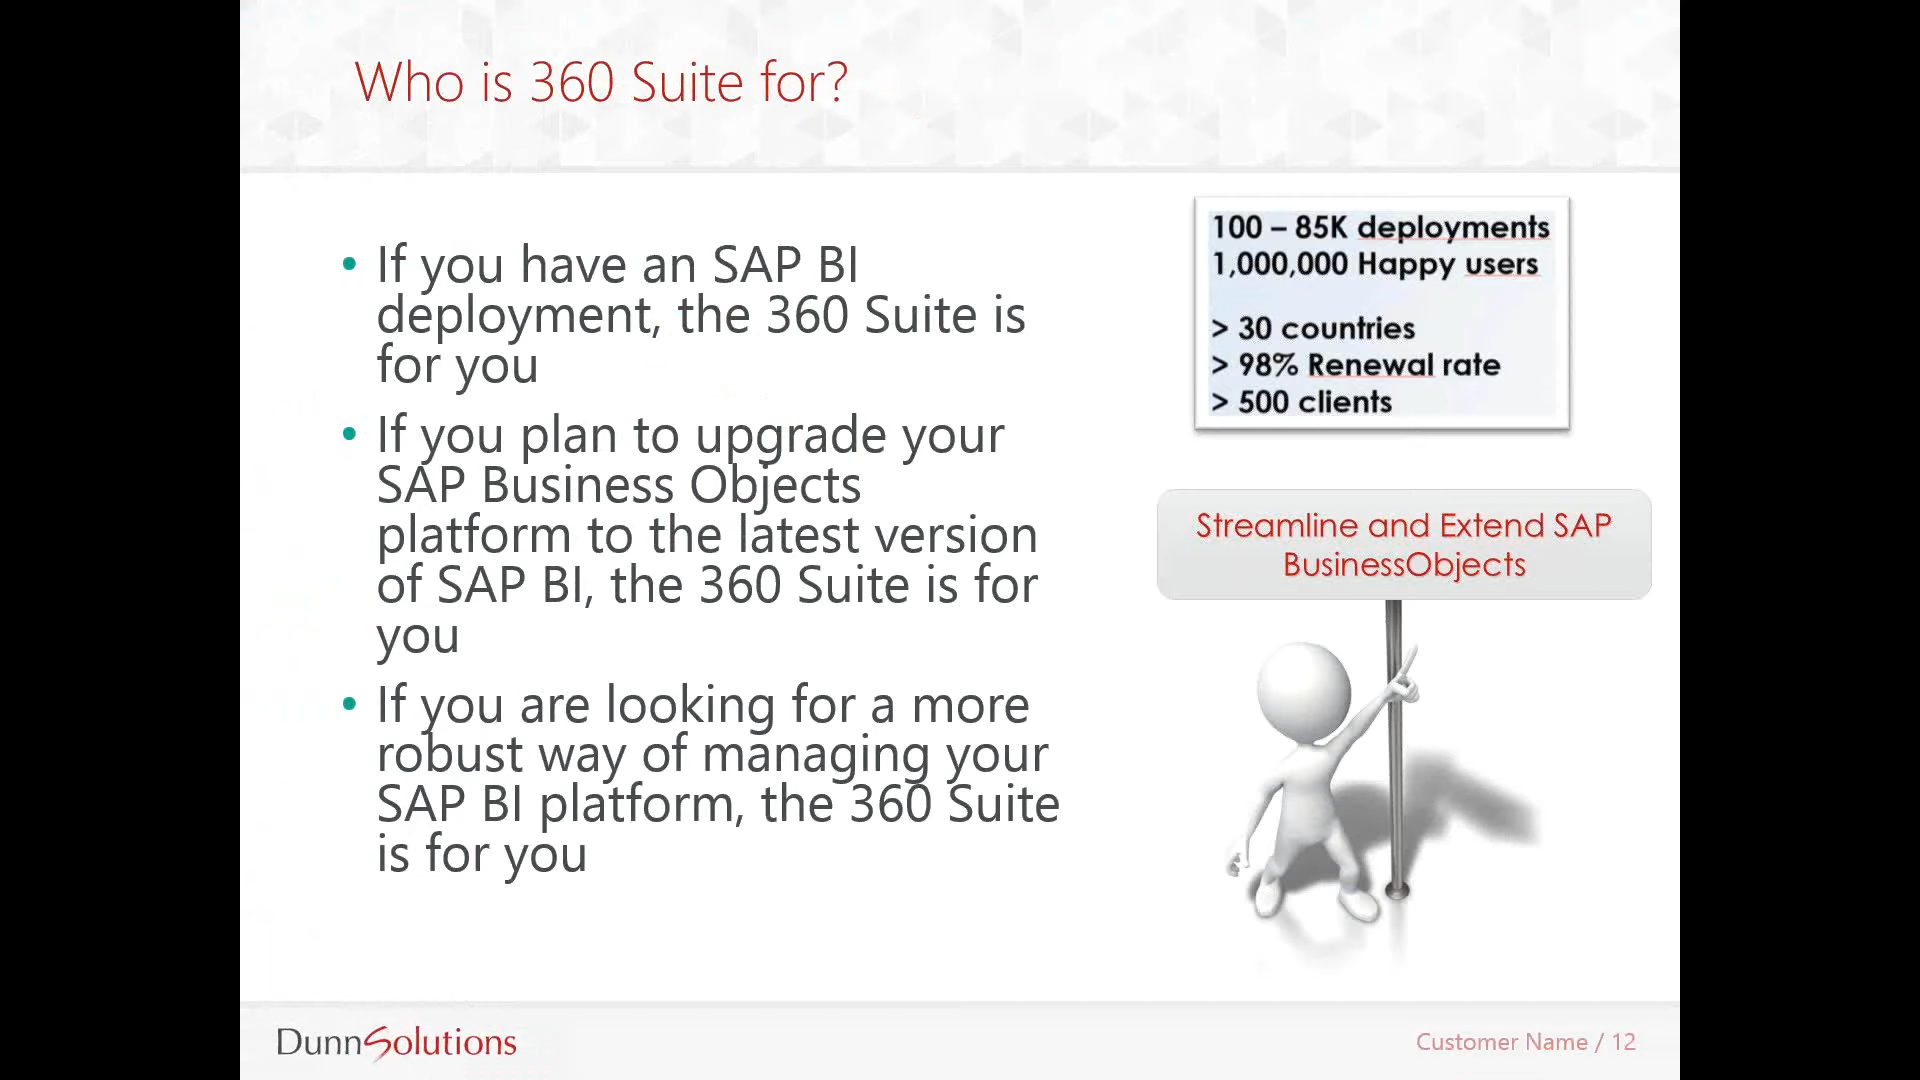 Who is 360 Suite for?
• If you have an SAP BI
deployment, the 360 Suite is
for you
• If you plan to upgrade your
SAP Business Objects
platform to the latest version
of SAP BI, the 360 Suite is for
you
• If you are looking for a more
robust way of managing your
SAP BI platform, the 360 Suite
is for you
100 – 85K deployments
1,000,000 Happy users
> 30 countries
> 98% Renewal rate
> 500 clients
Streamline and Extend SAP
BusinessObjects
DunnSolutions
Customer Name / 12